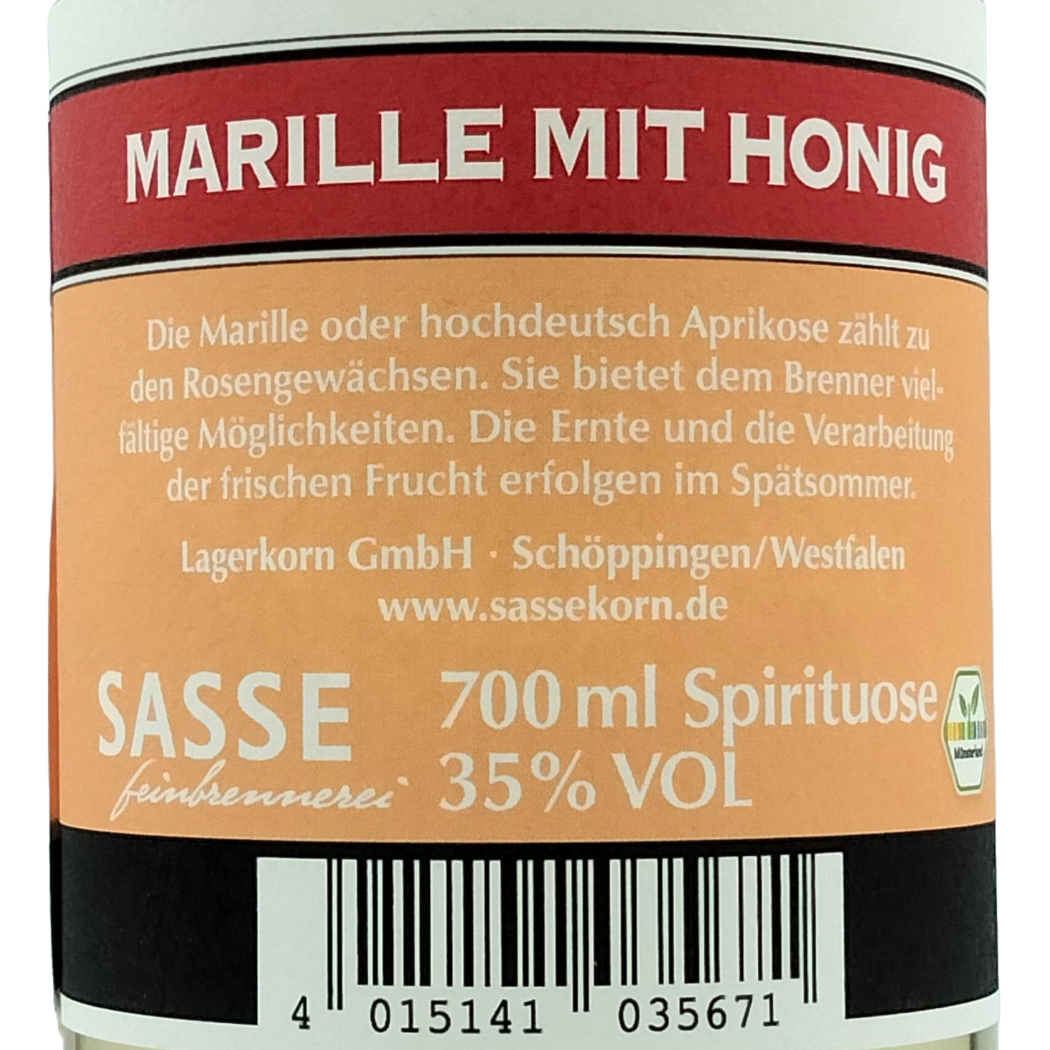 MARILLE MIT HONIG
Die Marille oder hochdeutsch Aprikose zählt zu
den Rosengewächsen. Sie bietet dem Brenner viel-
fältige Möglichkeiten. Die Ernte und die Verarbeitung
der frischen Frucht erfolgen im Spätsommer.
Lagerkorn GmbH · Schöppingen/Westfalen
www.sassekorn.de
SASSE
feinbrennerei
700 ml Spirituose
35% VOL
Münsterland
4 015141 035671